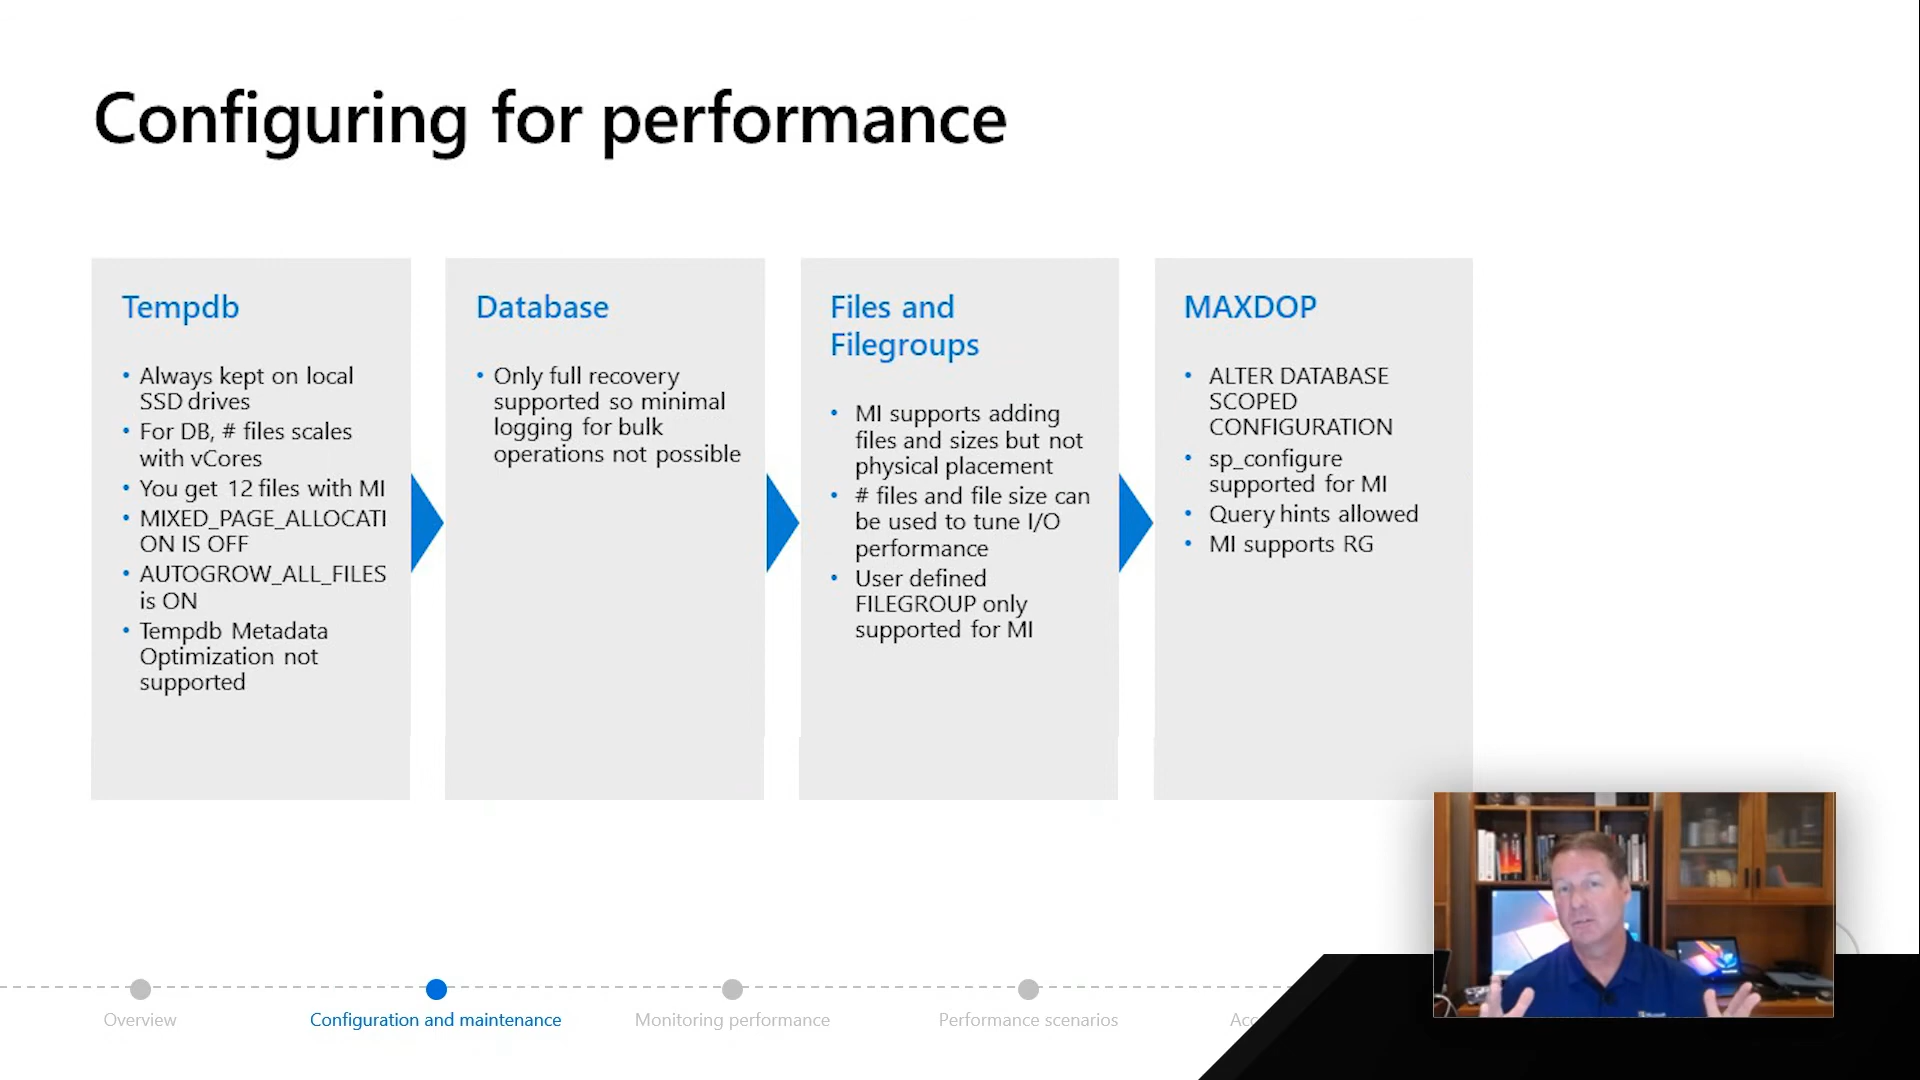 Configuring for performance
Tempdb
• Always kept on local
SSD drives
• For DB, # files scales
with vCores
• You get 12 files with MI
• MIXED_PAGE_ALLOCATI
ON IS OFF
• AUTOGROW_ALL_FILES
is ON
• Tempdb Metadata
Optimization not
supported
Database
• Only full recovery
supported so minimal
logging for bulk
operations not possible
Files and
Filegroups
• MI supports adding
files and sizes but not
physical placement
• # files and file size can
be used to tune I/O
performance
• User defined
FILEGROUP only
supported for MI
MAXDOP
• ALTER DATABASE
SCOPED
CONFIGURATION
• sp_configure
supported for MI
• Query hints allowed
• MI supports RG
Overview
Configuration and maintenance
Monitoring performance
Performance scenarios
Acc